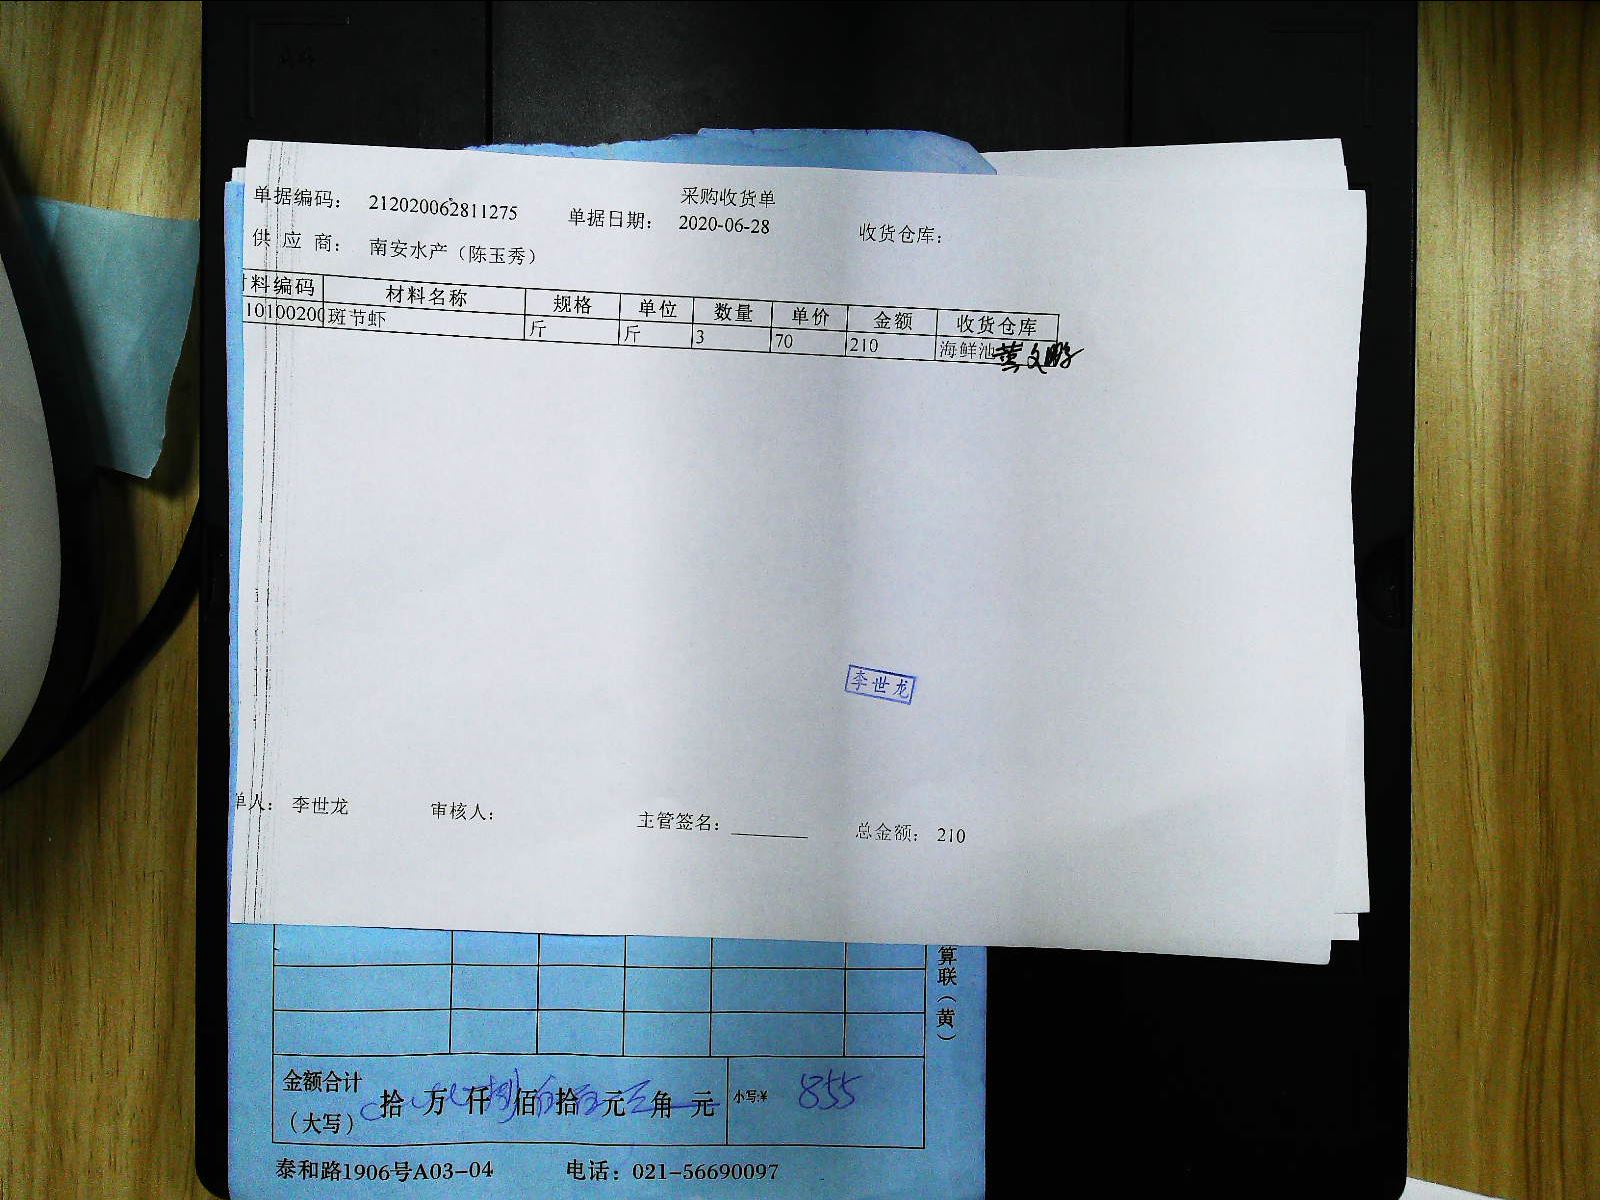 采购收货单
单据编码： 212020062811275 单据日期： 2020-06-28 收货仓库：
供 应 商： 南安水产（陈玉秀）
材料编码 材料名称 规格 单位 数量 单价 金额 收货仓库
10100200 斑节虾 斤 斤 3 70 210 海鲜池
李世龙
单人： 李世龙 审核人： 主管签名： 总金额： 210
算联（黄）
金额合计（大写） 拾 万 仟 佰 拾 元 角 元 小写:¥ 855
泰和路1906号A03-04 电话：021-56690097